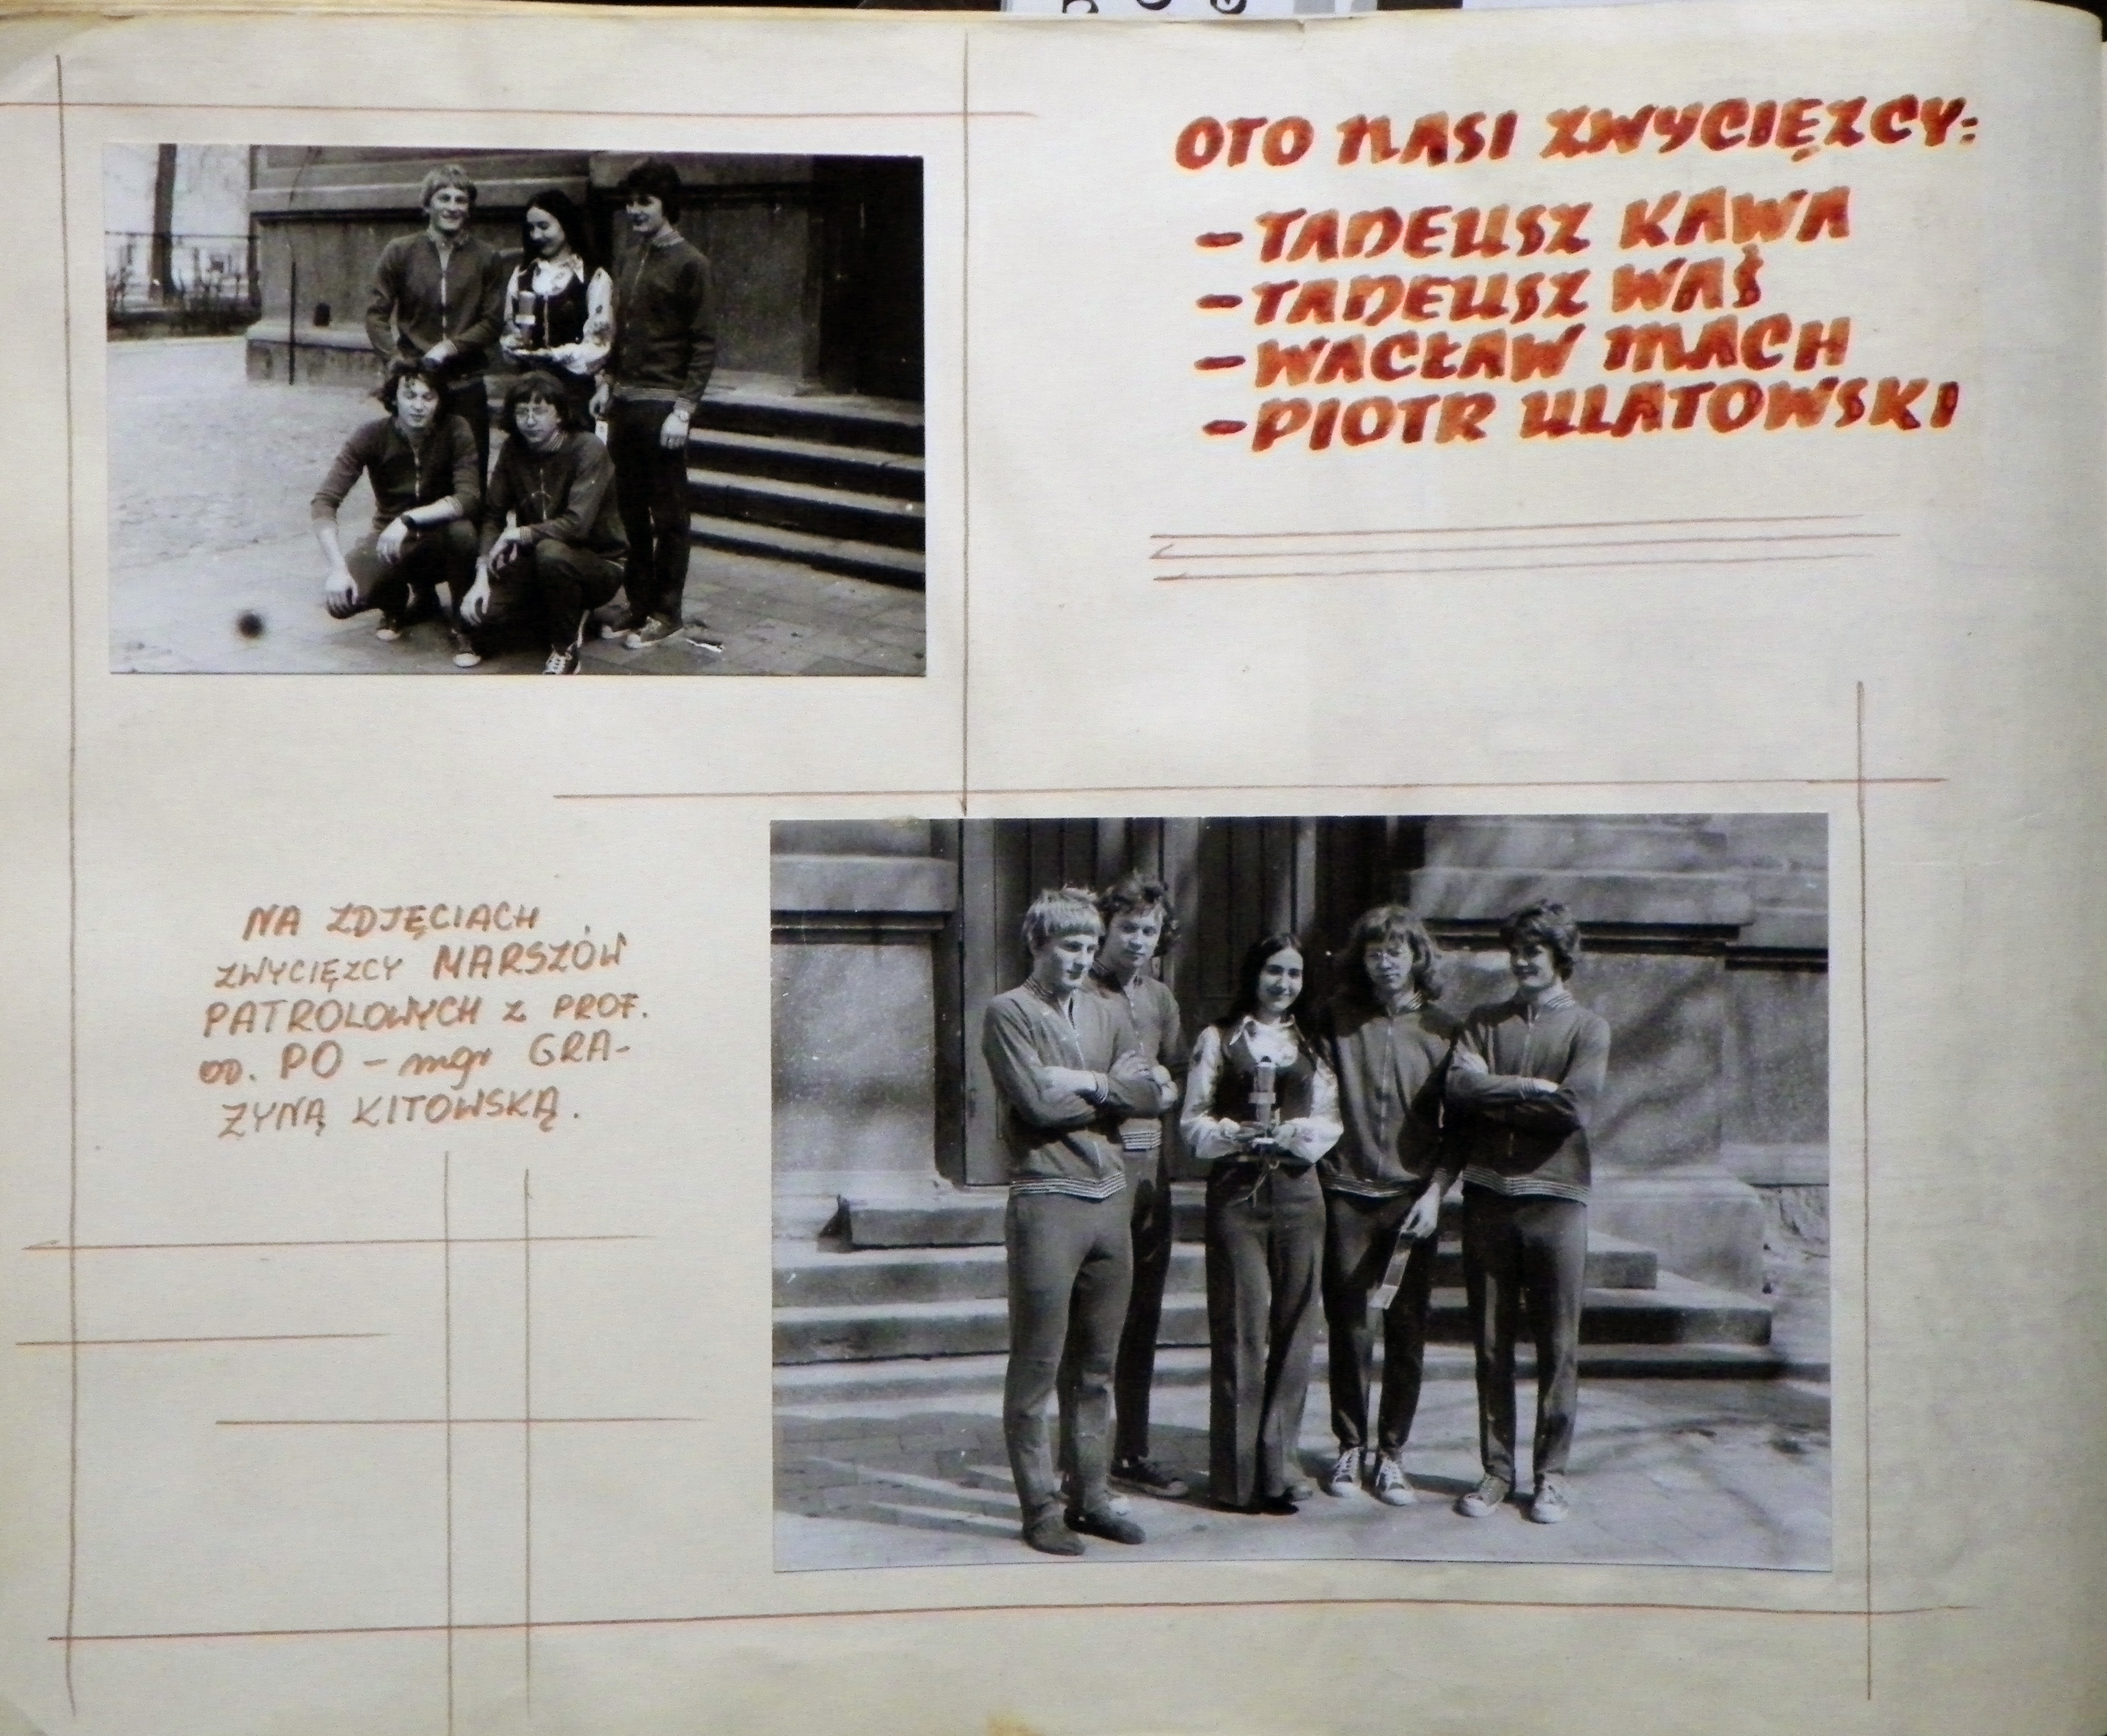 OTO NASI ZWYCIĘZCY:
- TADEUSZ KAWA
- TADEUSZ WAŚ
- WACŁAW MACH
- PIOTR ULATOWSKI
NA ZDJĘCIACH
ZWYCIĘZCY MARSZÓW
PATROLOWYCH Z PROF.
OD. PO - mgr GRA-
ZYNĄ KITOWSKĄ.